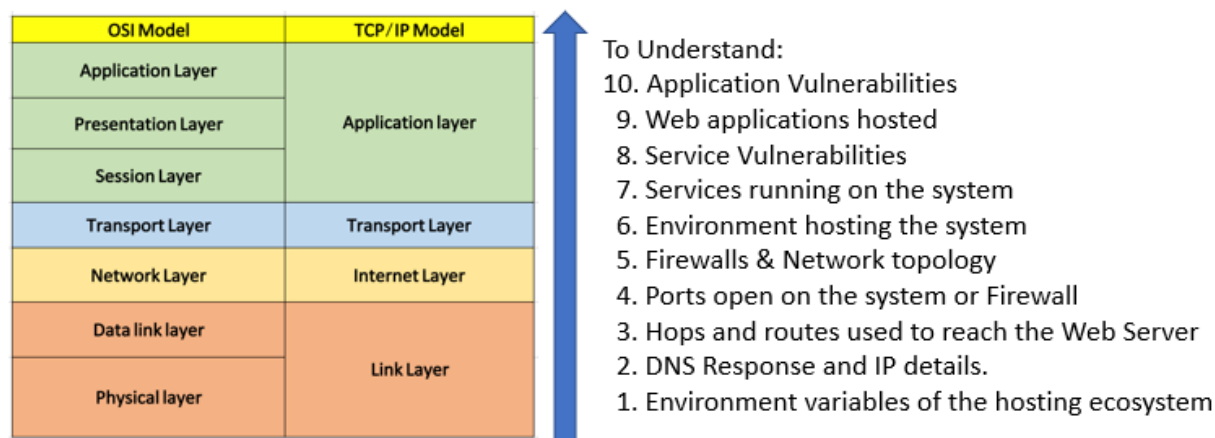 OSI Model
TCP/IP Model
Application Layer
Presentation Layer
Session Layer
Application layer
Transport Layer
Transport Layer
Network Layer
Internet Layer
Data link layer
Physical layer
Link Layer
To Understand:
10. Application Vulnerabilities
9. Web applications hosted
8. Service Vulnerabilities
7. Services running on the system
6. Environment hosting the system
5. Firewalls & Network topology
4. Ports open on the system or Firewall
3. Hops and routes used to reach the Web Server
2. DNS Response and IP details.
1. Environment variables of the hosting ecosystem